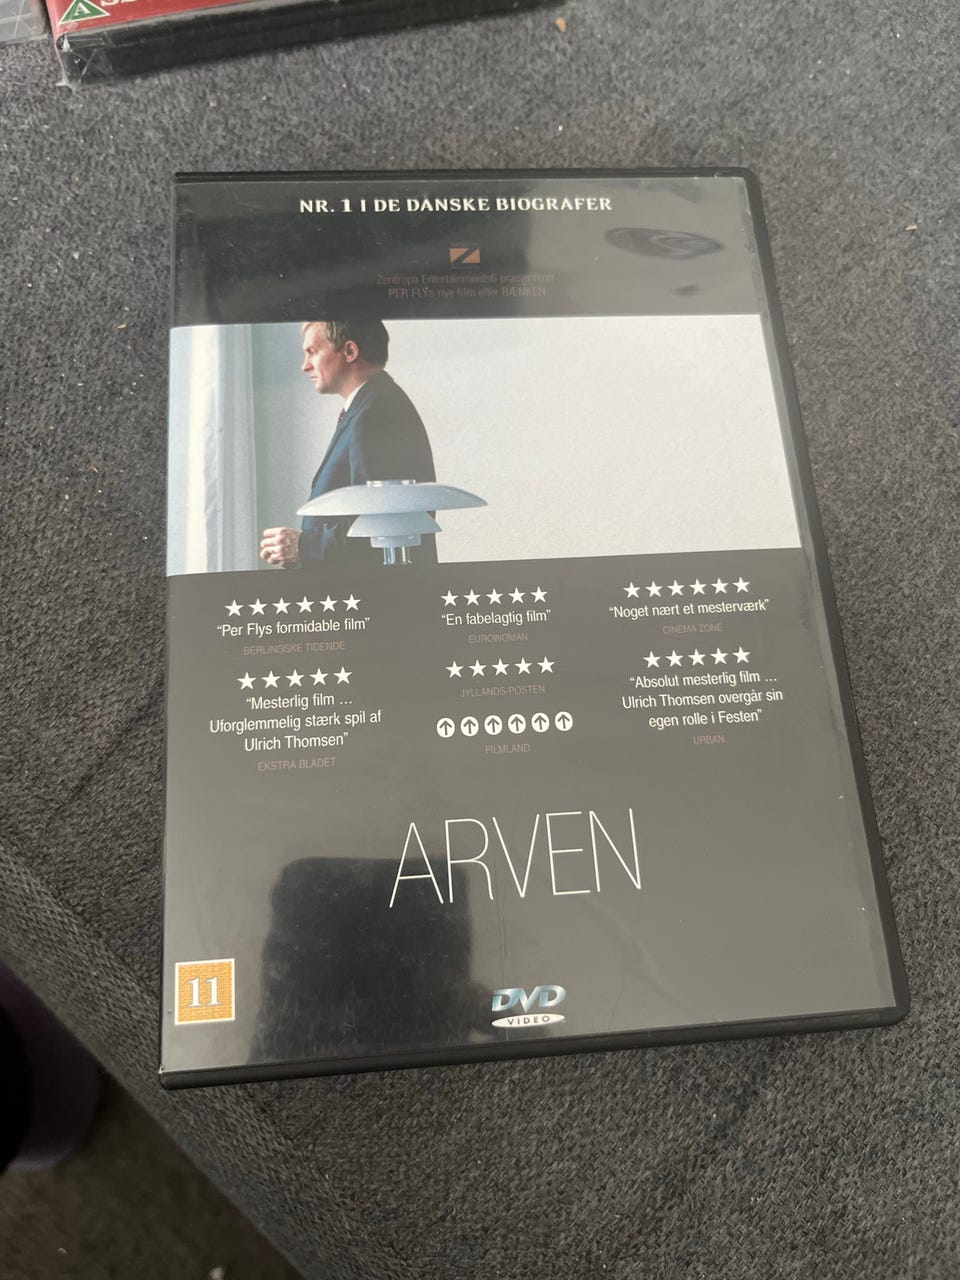 A
NR. 1 I DE DANSKE BIOGRAFER
Zentropa Entertainments6 præsenterer
PER FLYs nye film efter BÆNKEN
"Per Flys formidable film"
BERLINGSKE TIDENDE
"En fabelagtig film"
EUROWOMAN
"Noget nært et mesterværk"
CINEMA ZONE
"Mesterlig film ...
Uforglemmelig stærk spil af
Ulrich Thomsen"
EKSTRA BLADET
JYLLANDS-POSTEN
FILMLAND
"Absolut mesterlig film ...
Ulrich Thomsen overgår sin
egen rolle i Festen"
URBAN
ARVEN
11
DVD
VIDEO